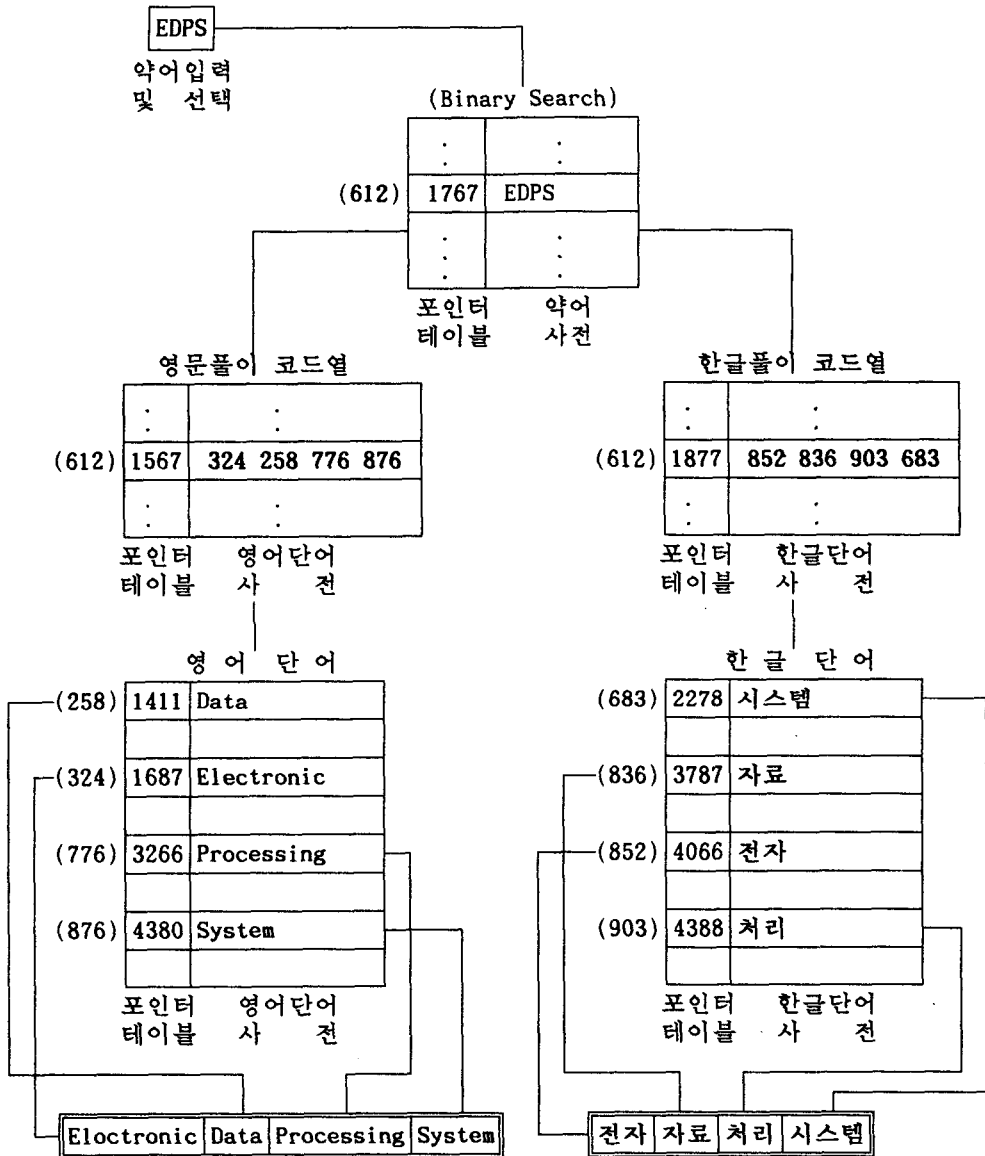 EDPS
약어입력
및 선택
(Binary Search)
(612) 1767 EDPS
포인터 약어
테이블 사전
영문풀이 코드열
(612) 1567 324 258 776 876
포인터 영어단어
테이블 사 전
한글풀이 코드열
(612) 1877 852 836 903 683
포인터 한글단어
테이블 사 전
영 어 단 어
(258) 1411 Data
(324) 1687 Electronic
(776) 3266 Processing
(876) 4380 System
포인터 영어단어
테이블 사 전
Eloctronic Data Processing System
한 글 단 어
(683) 2278 시스템
(836) 3787 자료
(852) 4066 전자
(903) 4388 처리
포인터 한글단어
테이블 사 전
전자 자료 처리 시스템